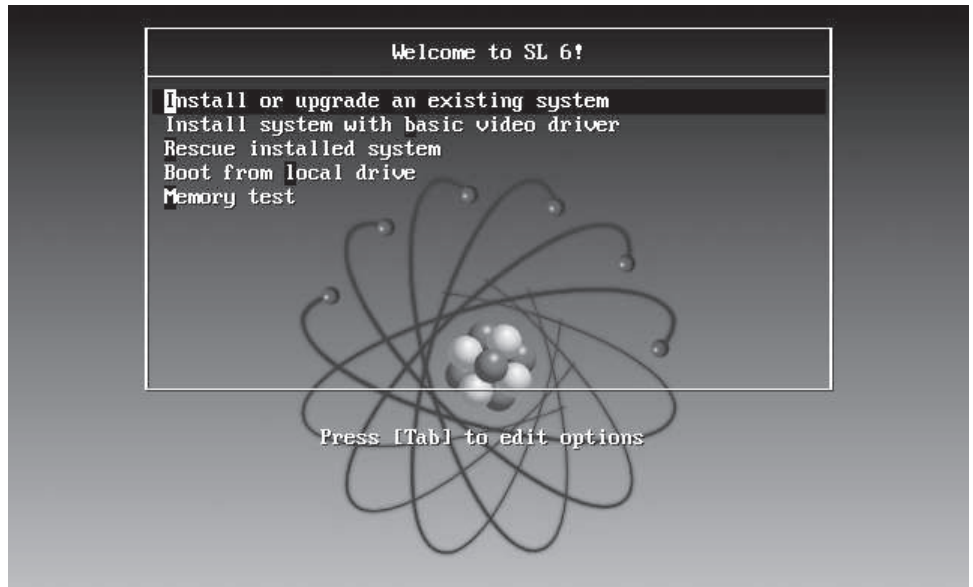 Welcome to SL 6!
Install or upgrade an existing system
Install system with basic video driver
Rescue installed system
Boot from local drive
Memory test
Press [Tab] to edit options